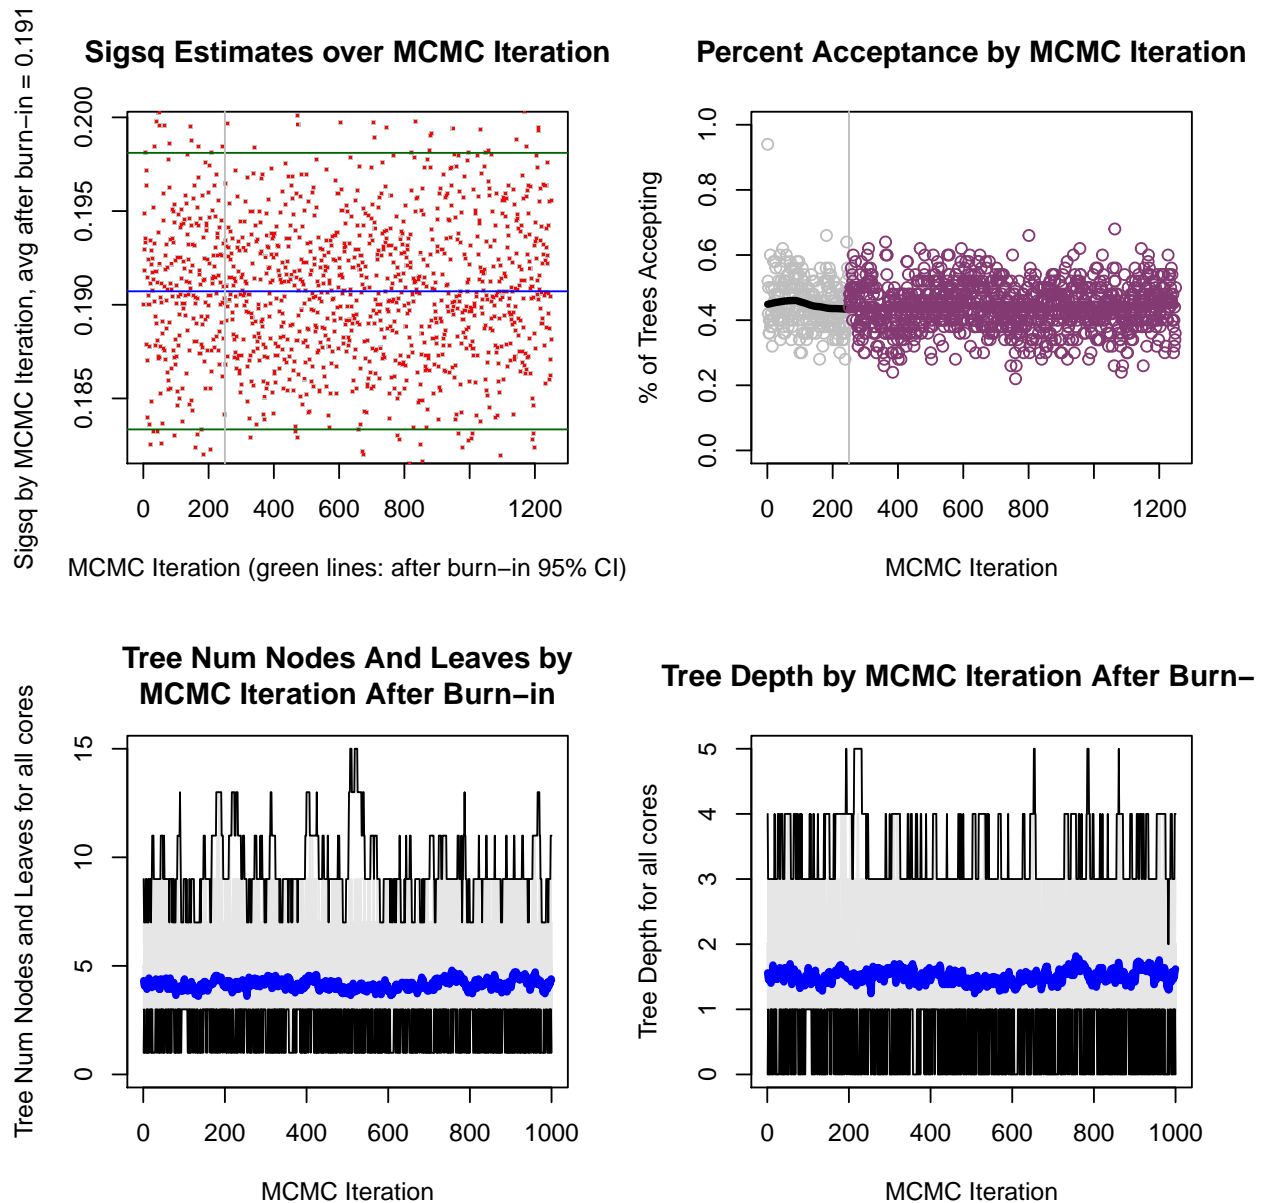 Sigsq Estimates over MCMC Iteration
Sigsq by MCMC Iteration, avg after burn−in = 0.191
0.200
0.195
0.190
0.185
0 200 400 600 800 1200
MCMC Iteration (green lines: after burn−in 95% CI)
Percent Acceptance by MCMC Iteration
% of Trees Accepting
1.0
0.8
0.6
0.4
0.2
0.0
0 200 400 600 800 1200
MCMC Iteration
Tree Num Nodes And Leaves by
MCMC Iteration After Burn−in
Tree Num Nodes and Leaves for all cores
15
10
5
0
0 200 400 600 800 1000
MCMC Iteration
Tree Depth by MCMC Iteration After Burn−
Tree Depth for all cores
5
4
3
2
1
0
0 200 400 600 800 1000
MCMC Iteration